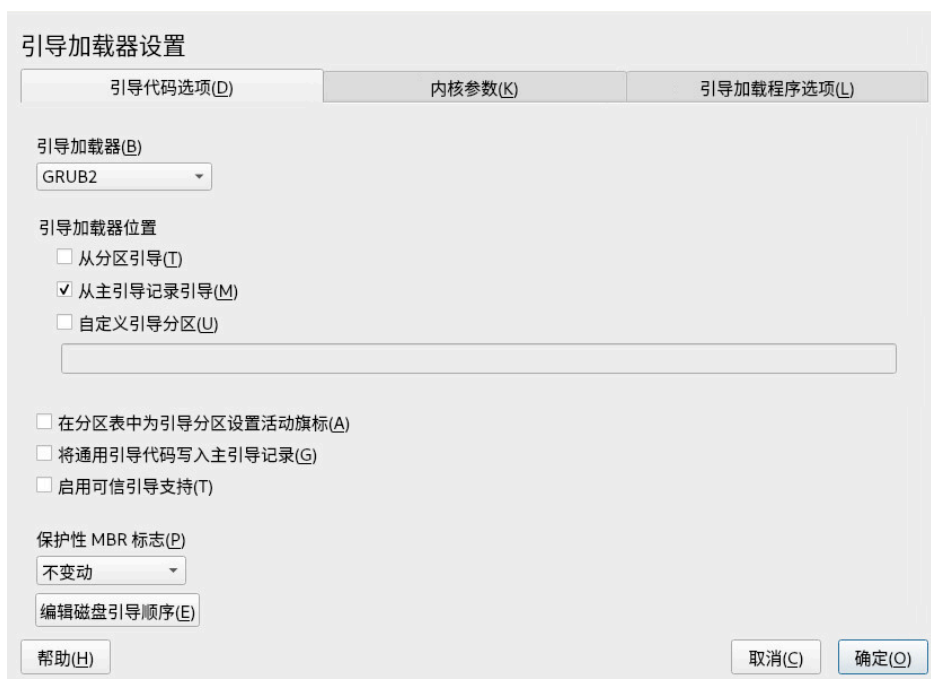 引导加载器设置
引导代码选项(D) 内核参数(K) 引导加载程序选项(L)
引导加载器(B)
GRUB2
引导加载器位置
从分区引导(T)
从主引导记录引导(M)
自定义引导分区(U)
在分区表中为引导分区设置活动旗标(A)
将通用引导代码写入主引导记录(G)
启用可信引导支持(T)
保护性 MBR 标志(P)
不变动
编辑磁盘引导顺序(E)
帮助(H) 取消(C) 确定(O)